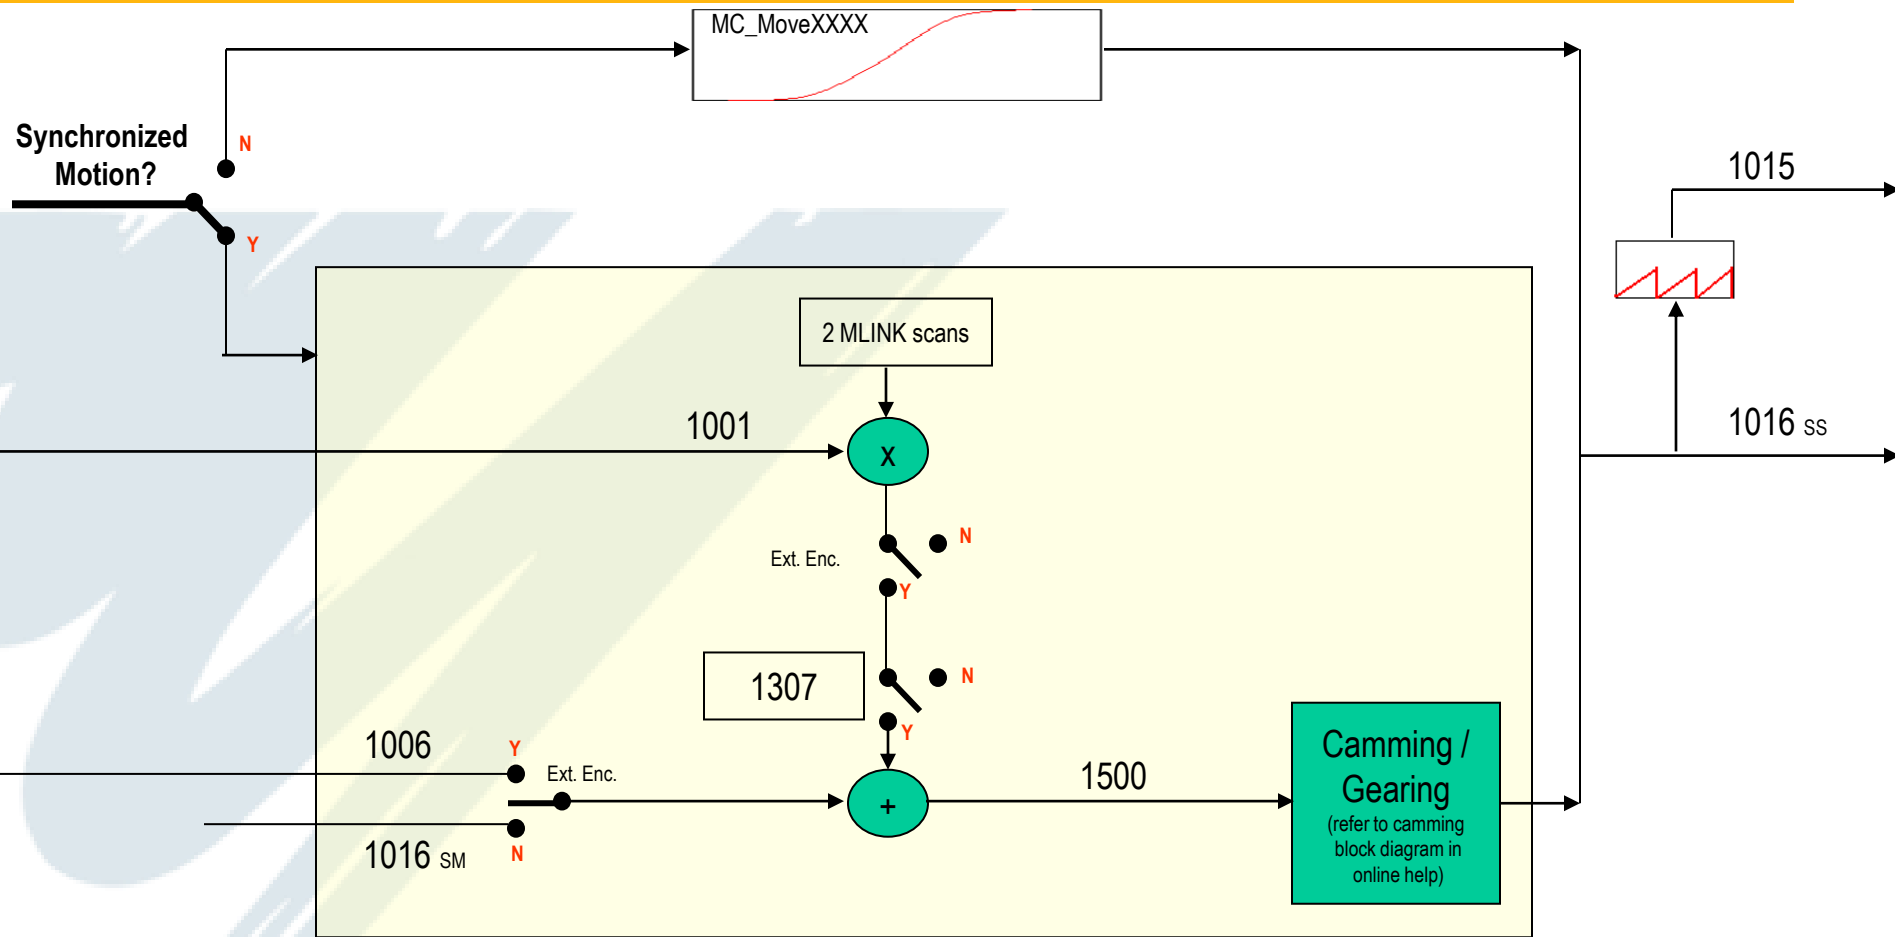 MC_MoveXXXX
Synchronized
Motion?
N
Y
1015
2 MLINK scans
1001
X
1016 SS
N
Ext. Enc.
Y
1307
N
Y
1006
Y
Ext. Enc.
1016 SM
N
+
1500
Camming /
Gearing
(refer to camming
block diagram in
online help)